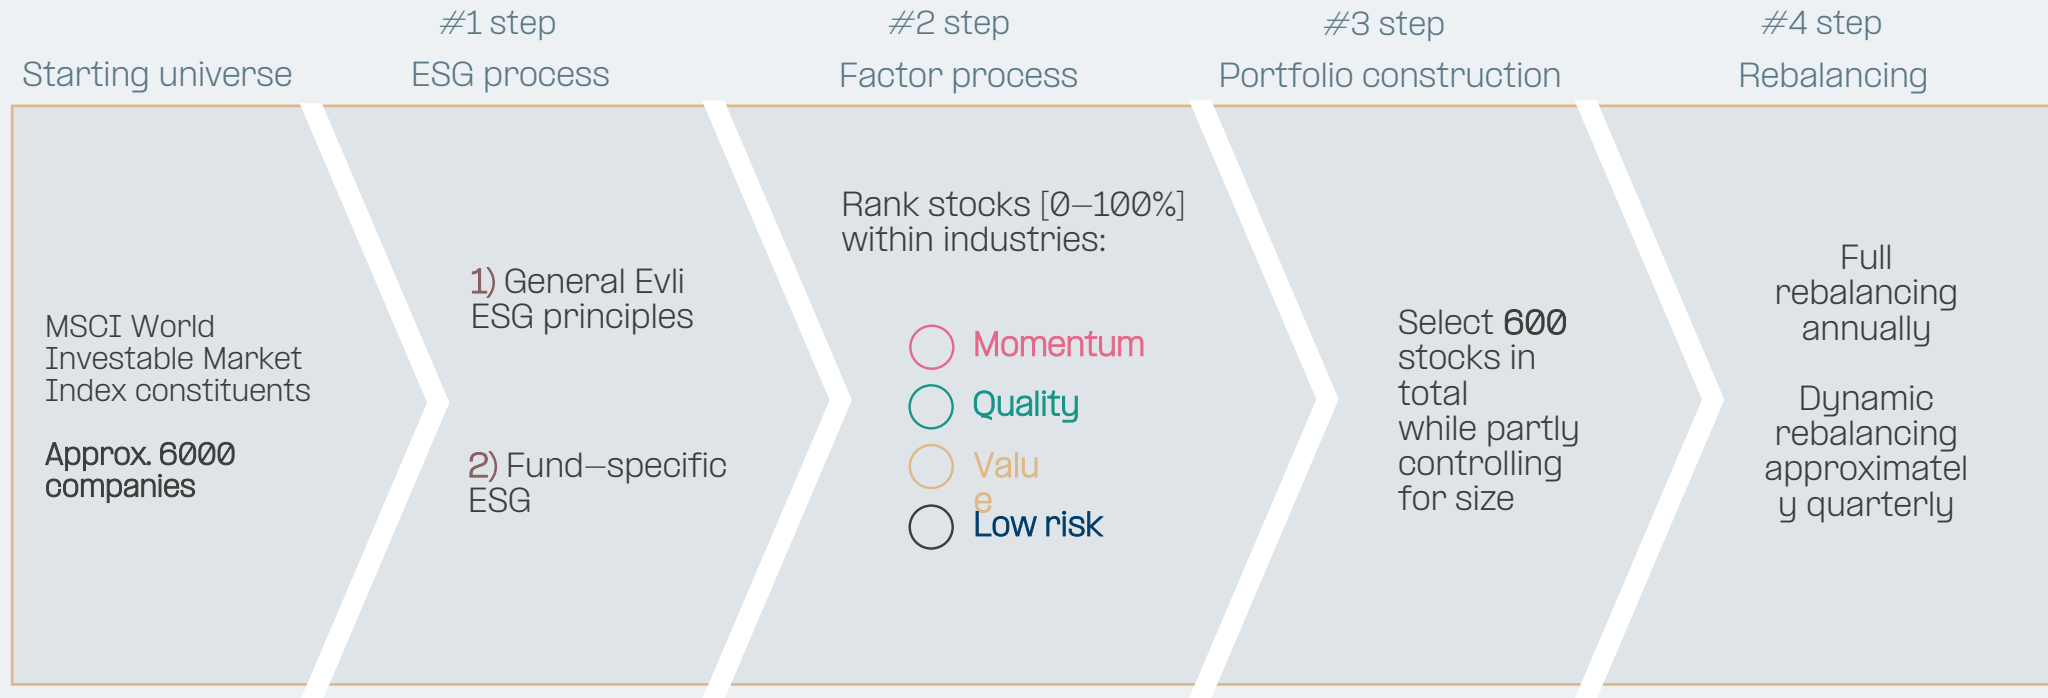 Starting universe
#1 step
ESG process
#2 step
Factor process
#3 step
Portfolio construction
#4 step
Rebalancing
MSCI World
Investable Market
Index constituents
Approx. 6000
companies
1) General Evli
ESG principles
2) Fund–specific
ESG
Rank stocks [0–100%]
within industries:
Momentum
Quality
Valu
e
Low risk
Select 600
stocks in
total
while partly
controlling
for size
Full
rebalancing
annually
Dynamic
rebalancing
approximatel
y quarterly